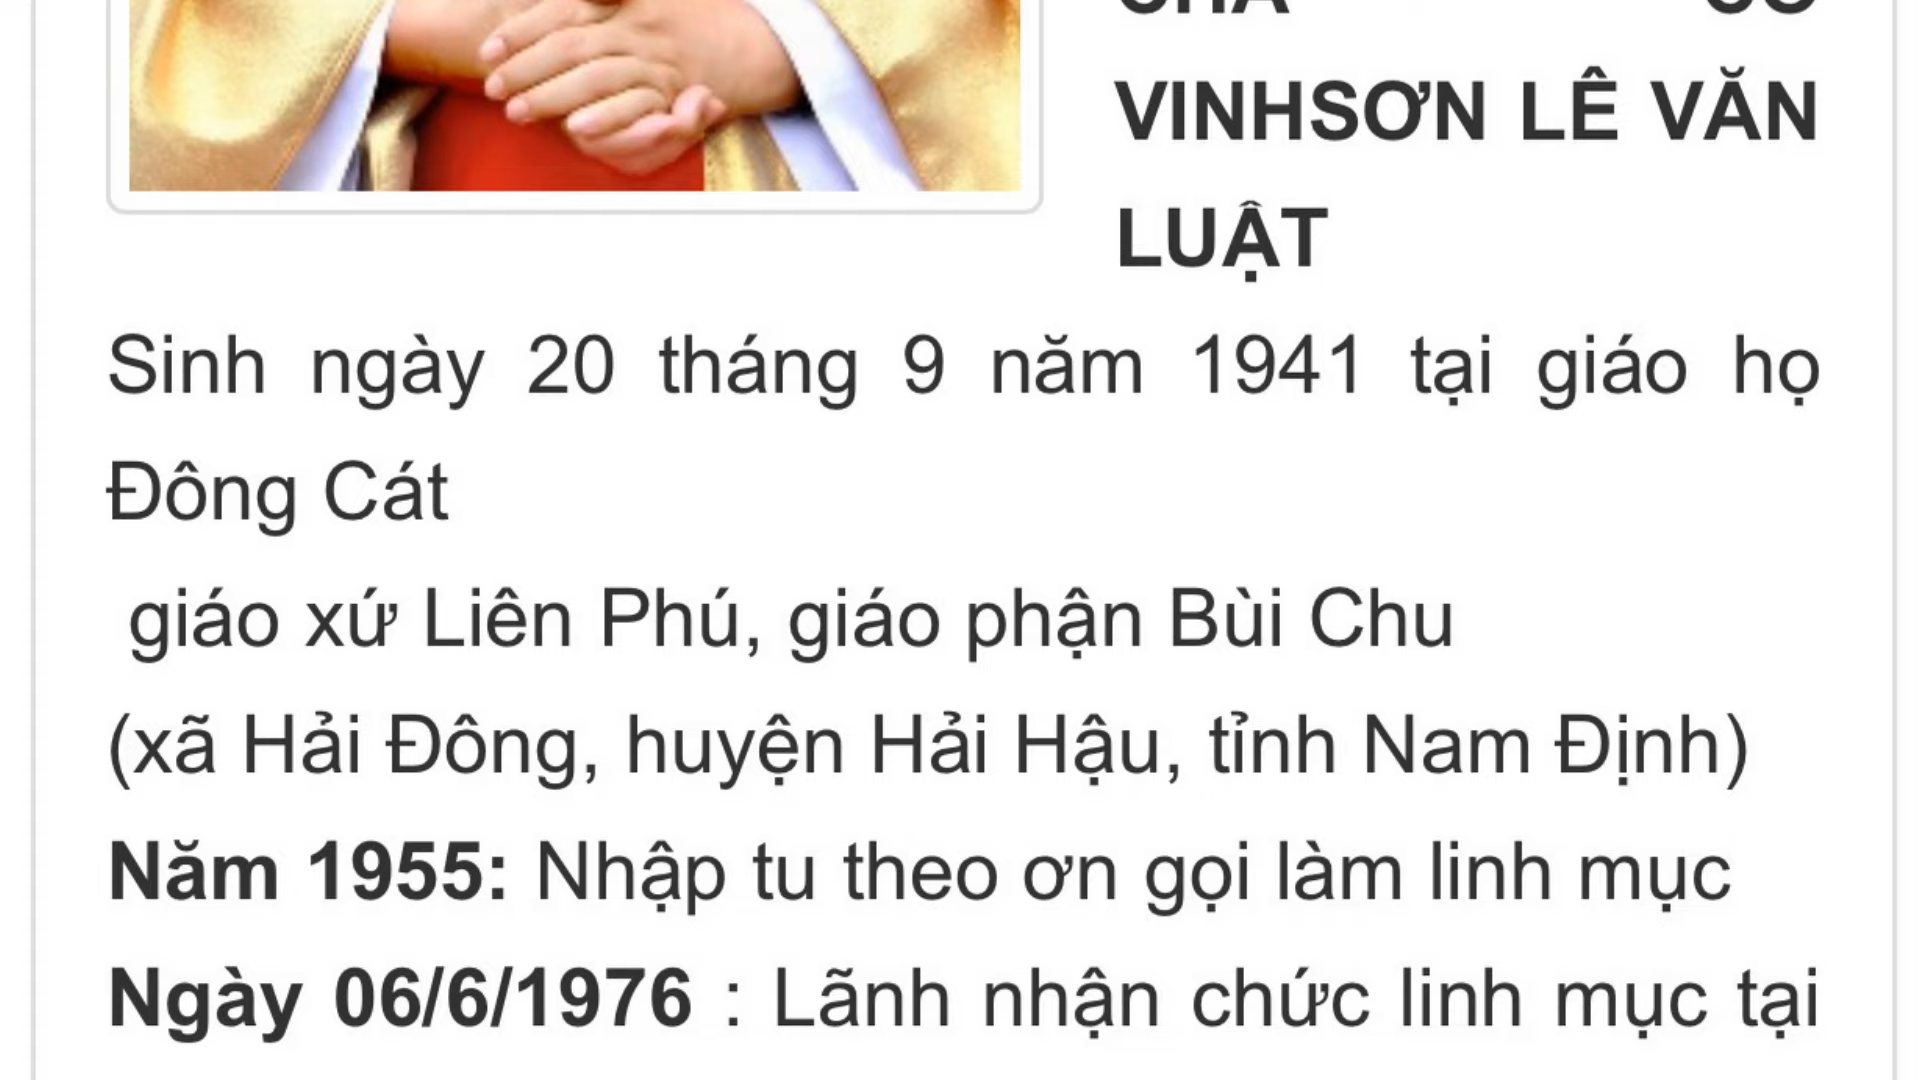 CHA CỐ
VINHSƠN LÊ VĂN
LUẬT
Sinh ngày 20 tháng 9 năm 1941 tại giáo họ
Đông Cát
giáo xứ Liên Phú, giáo phận Bùi Chu
(xã Hải Đông, huyện Hải Hậu, tỉnh Nam Định)
Năm 1955: Nhập tu theo ơn gọi làm linh mục
Ngày 06/6/1976 : Lãnh nhận chức linh mục tại